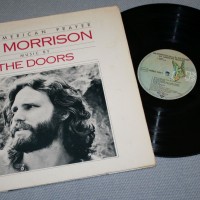 MERICAN PRAYER
MORRISON
MUSIC BY
THE DOORS